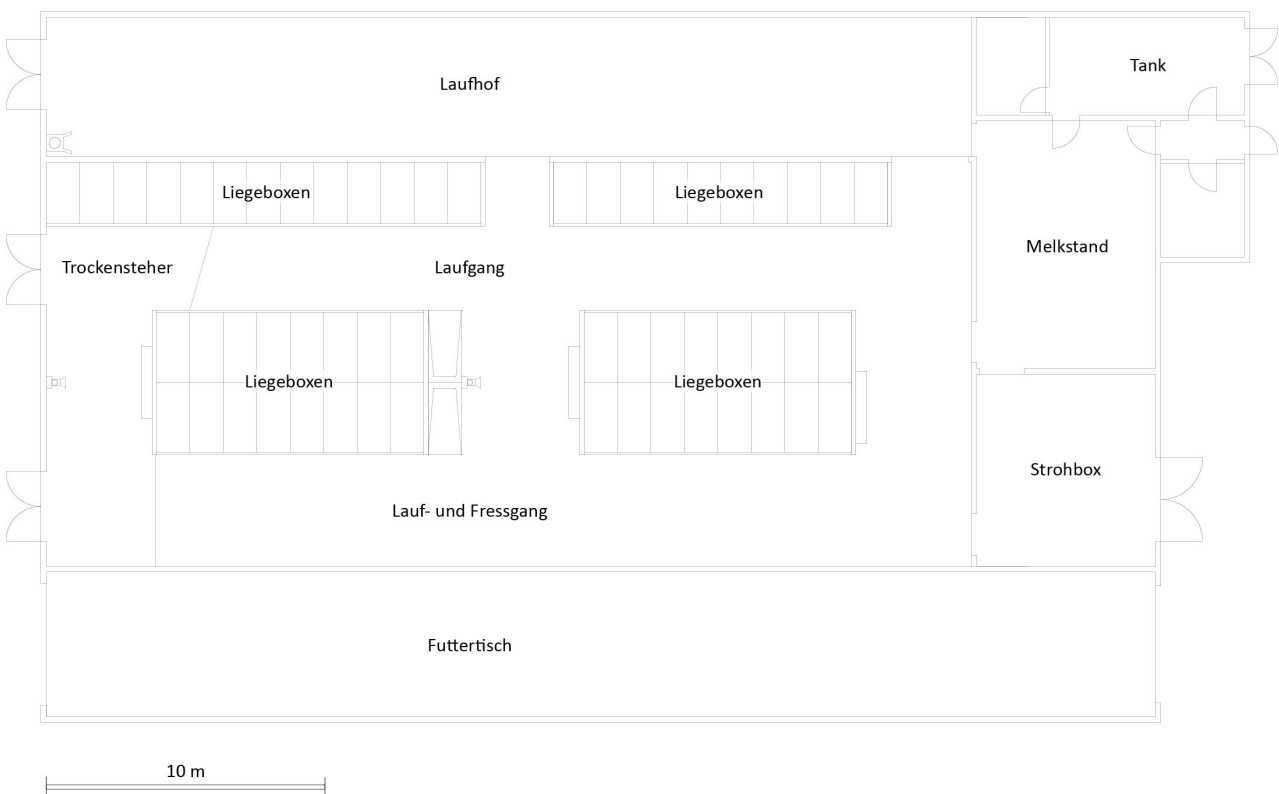 Laufhof
Tank
Liegeboxen
Liegeboxen
Trockensteher
Laufgang
Melkstand
Liegeboxen
Liegeboxen
Strohbox
Lauf- und Fressgang
Futtertisch
10 m